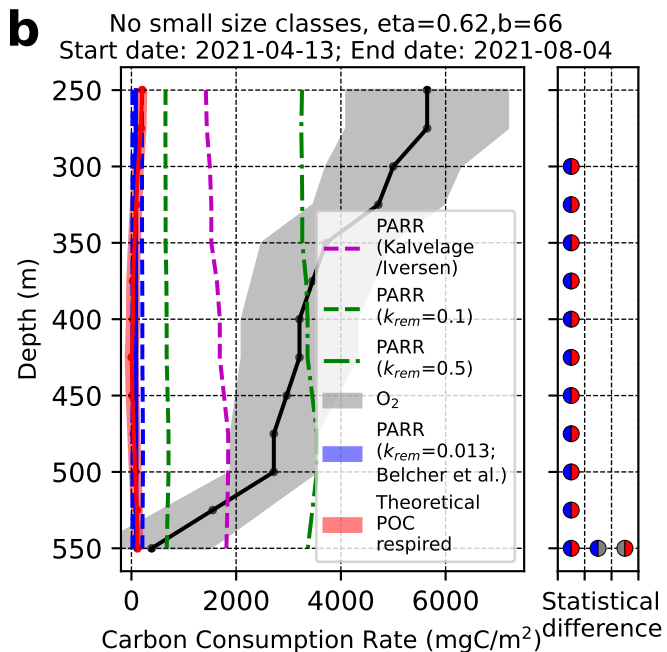 b
No small size classes, eta=0.62,b=66
Start date: 2021-04-13; End date: 2021-08-04
250
300
350
400
450
500
550
Depth (m)
0
2000
4000
6000
Carbon Consumption Rate (mgC/m²)
PARR
(Kalvelage
/Iversen)
PARR
(k_rem=0.1)
PARR
(k_rem=0.5)
O₂
PARR
(k_rem=0.013;
Belcher et al.)
Theoretical
POC
respired
Statistical
difference